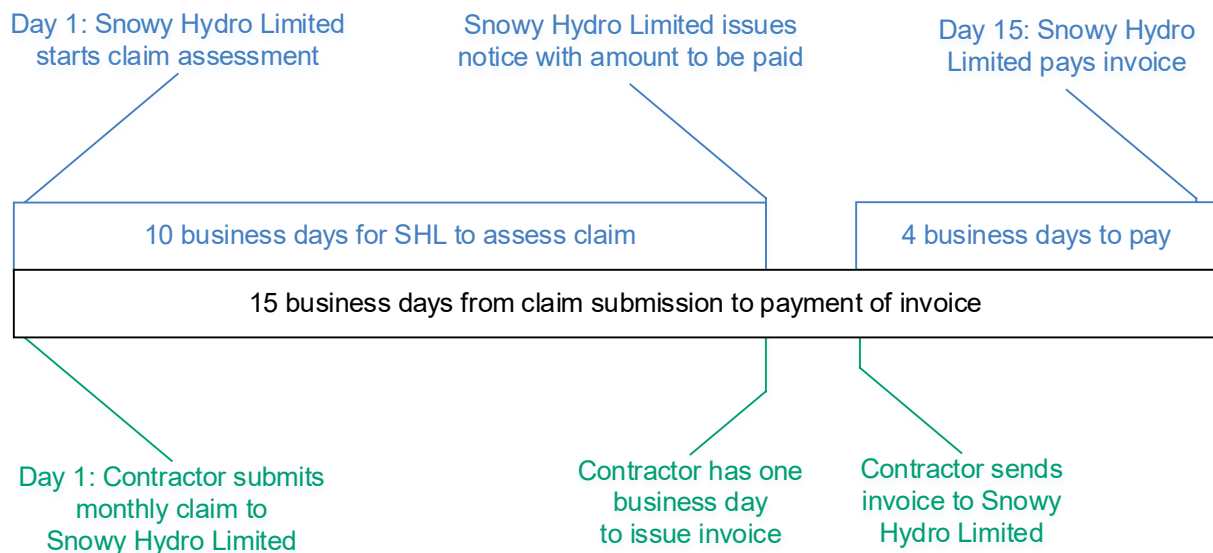 Day 1: Snowy Hydro Limited
starts claim assessment
Snowy Hydro Limited issues
notice with amount to be paid
Day 15: Snowy Hydro
Limited pays invoice
10 business days for SHL to assess claim
4 business days to pay
15 business days from claim submission to payment of invoice
Day 1: Contractor submits
monthly claim to
Snowy Hydro Limited
Contractor has one
business day
to issue invoice
Contractor sends
invoice to Snowy
Hydro Limited